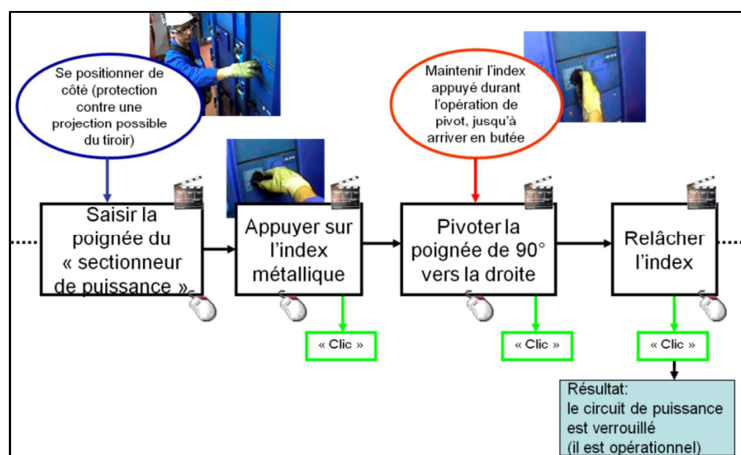 Se positionner de
côté (protection
contre une
projection possible
du tiroir)
Maintenir l'index
appuyé durant
l'opération de
pivot, jusqu'à
arriver en butée
Saisir la
poignée du
« sectionneur
de puissance »
Appuyer sur
l'index
métallique
Pivoter la
poignée de 90°
vers la droite
Relâcher
l'index
« Clic »
« Clic »
« Clic »
Résultat:
le circuit de puissance
est verrouillé
(il est opérationnel)